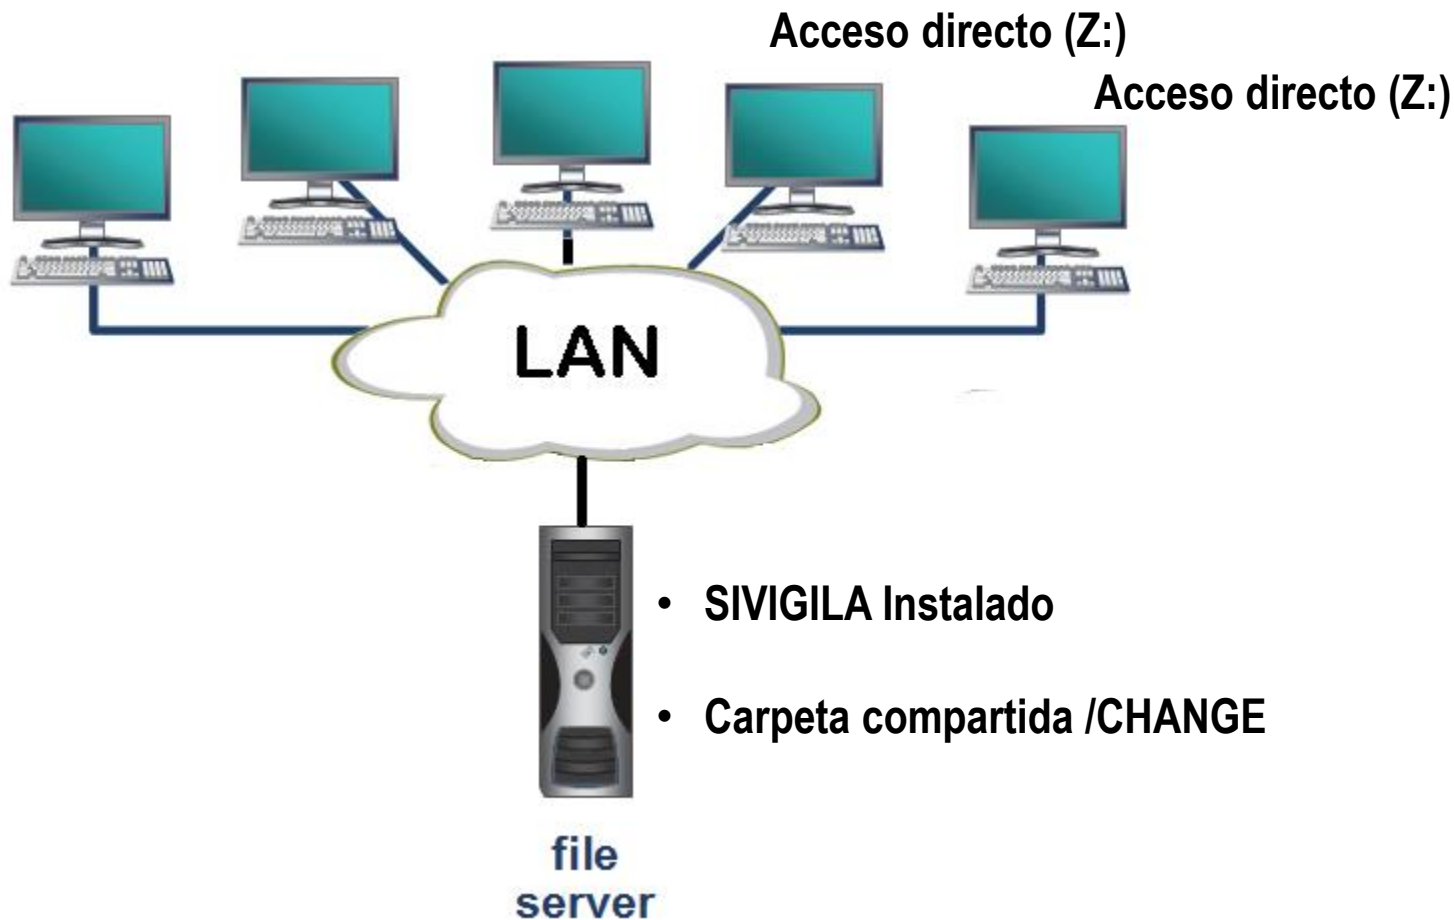 Acceso directo (Z:)
Acceso directo (Z:)
LAN
• SIVIGILA Instalado
• Carpeta compartida /CHANGE
file
server